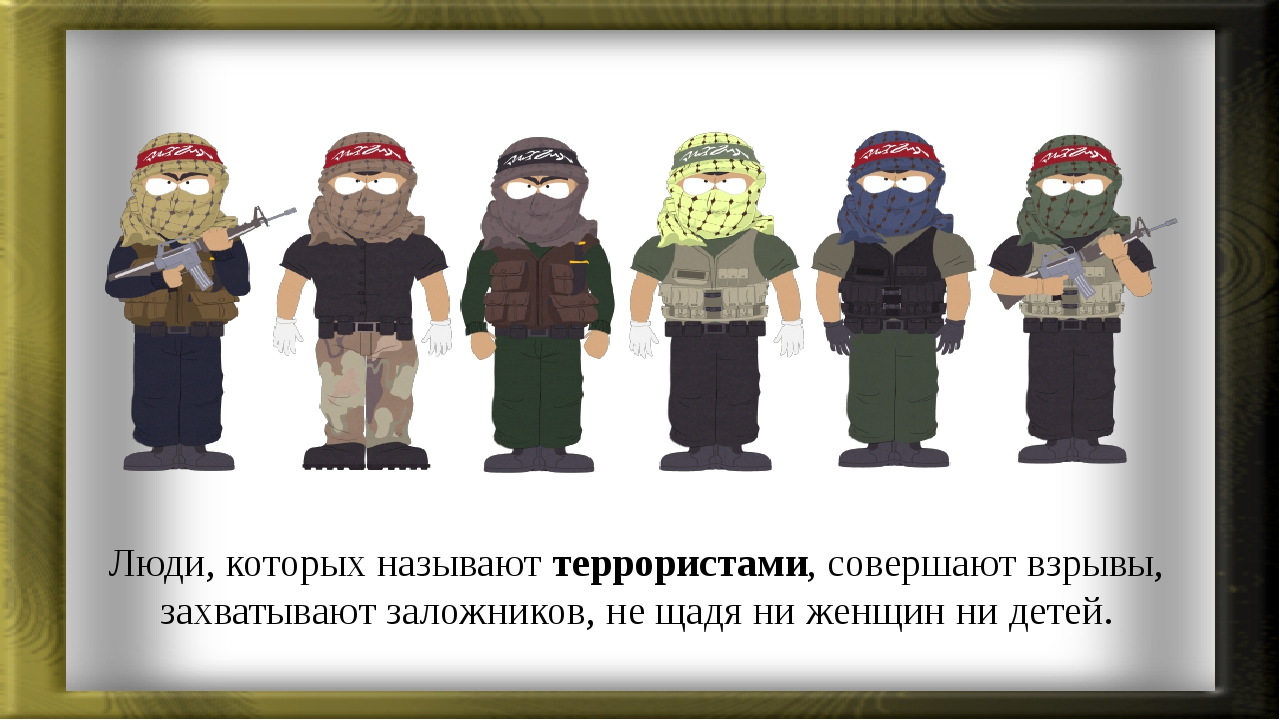 Люди, которых называют террористами, совершают взрывы,
захватывают заложников, не щадя ни женщин ни детей.